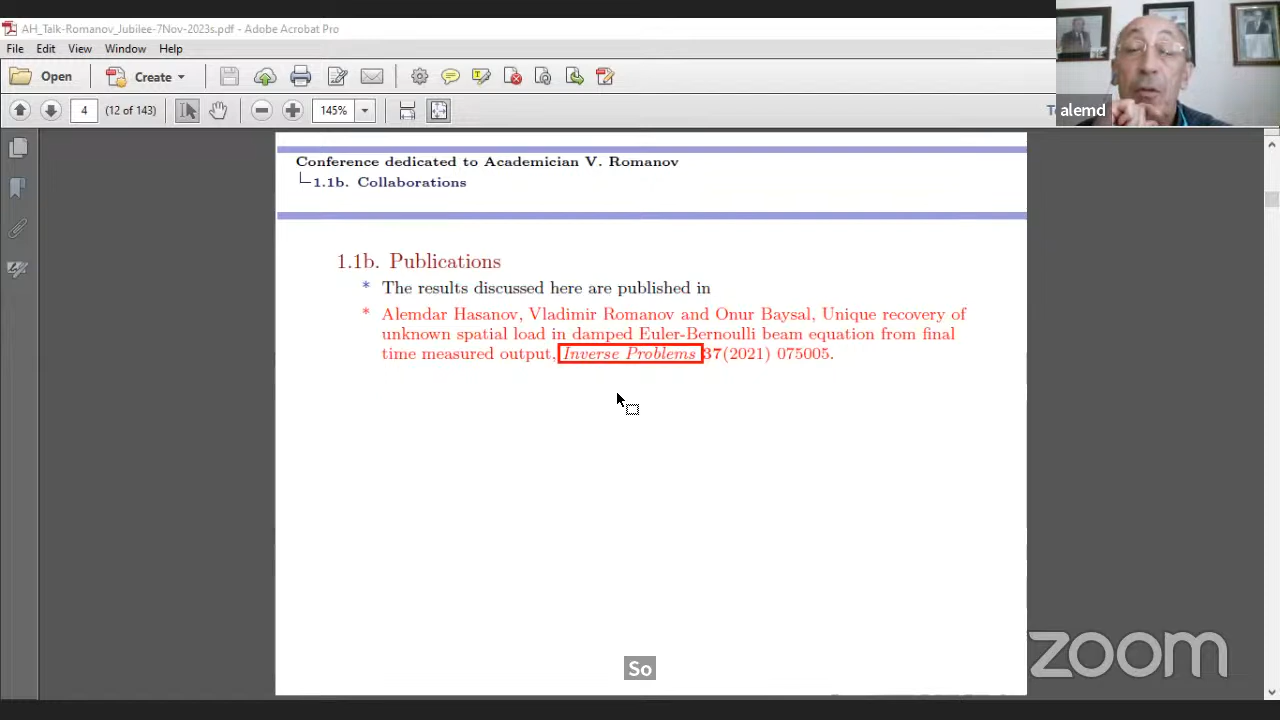 AH_Talk-Romanov_Jubilee-7Nov-2023s.pdf - Adobe Acrobat Pro
File Edit View Window Help
Open Create
4 (12 of 143) 145%
alemd
Conference dedicated to Academician V. Romanov
1.1b. Collaborations
1.1b. Publications
* The results discussed here are published in
* Alemdar Hasanov, Vladimir Romanov and Onur Baysal, Unique recovery of
unknown spatial load in damped Euler-Bernoulli beam equation from final
time measured output, Inverse Problems 37(2021) 075005.
So
zoom